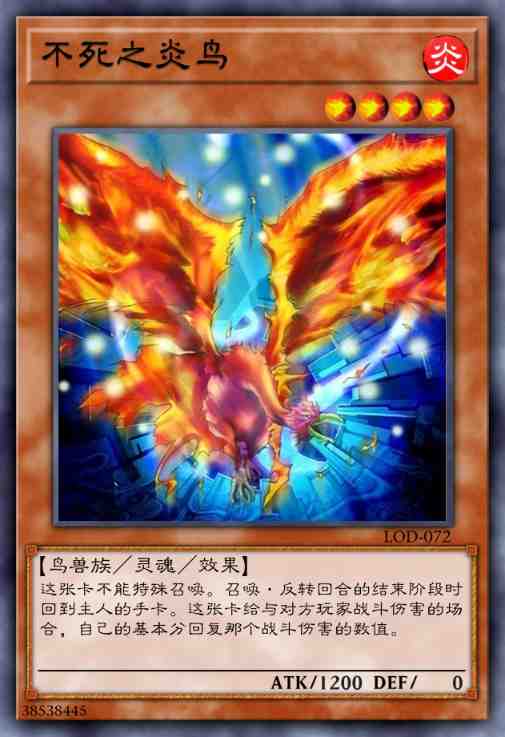 不死之炎鸟
炎
LOD-072
【鸟兽族／灵魂／效果】
这张卡不能特殊召唤。召唤·反转回合的结束阶段时
回到主人的手卡。这张卡给与对方玩家战斗伤害的场
合，自己的基本分回复那个战斗伤害的数值。
ATK/1200 DEF/ 0
38538445